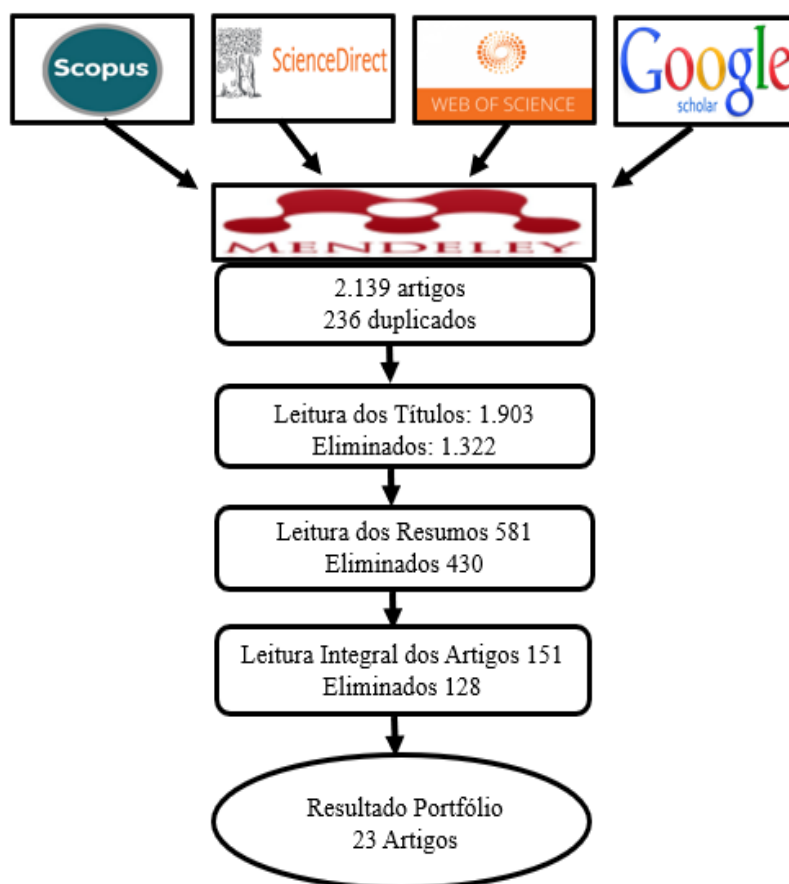 Scopus
ScienceDirect
WEB OF SCIENCE
Google
scholar
MENDELEY
2.139 artigos
236 duplicados
Leitura dos Títulos: 1.903
Eliminados: 1.322
Leitura dos Resumos 581
Eliminados 430
Leitura Integral dos Artigos 151
Eliminados 128
Resultado Portfólio
23 Artigos